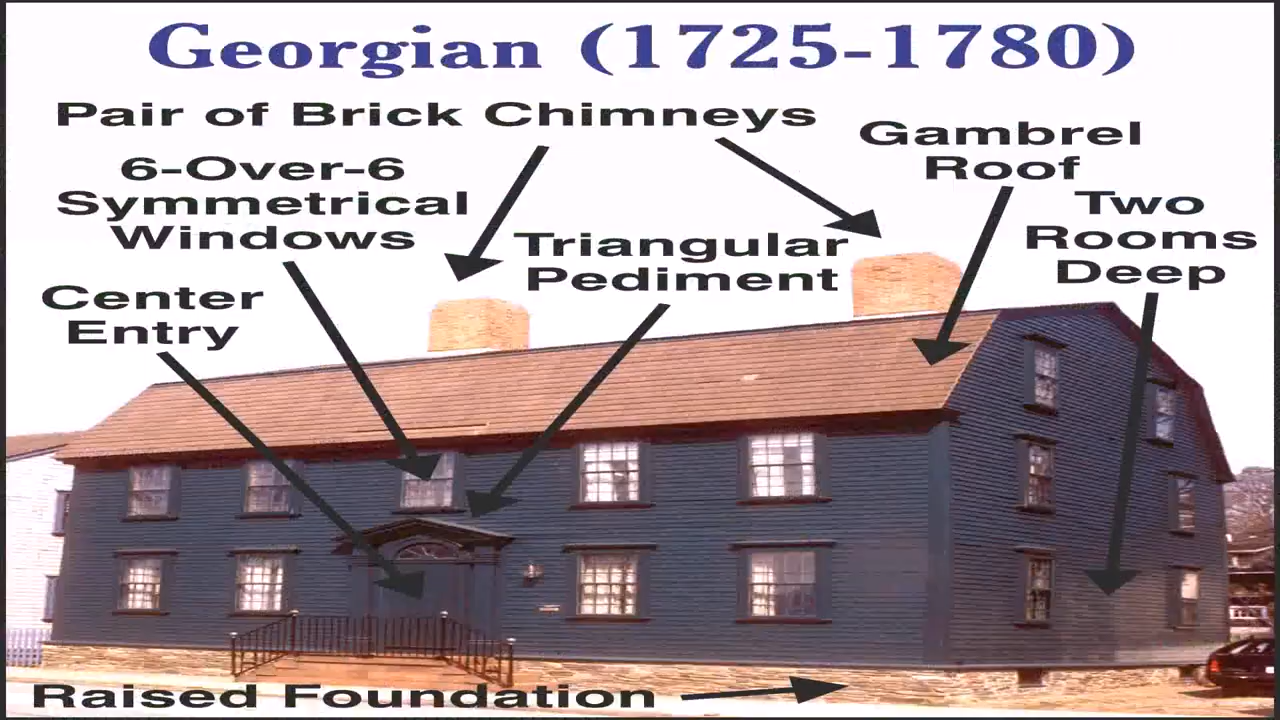 Georgian (1725-1780)
Pair of Brick Chimneys
Gambrel
Roof
6-Over-6
Symmetrical
Windows
Two
Rooms
Deep
Triangular
Pediment
Center
Entry
Raised Foundation